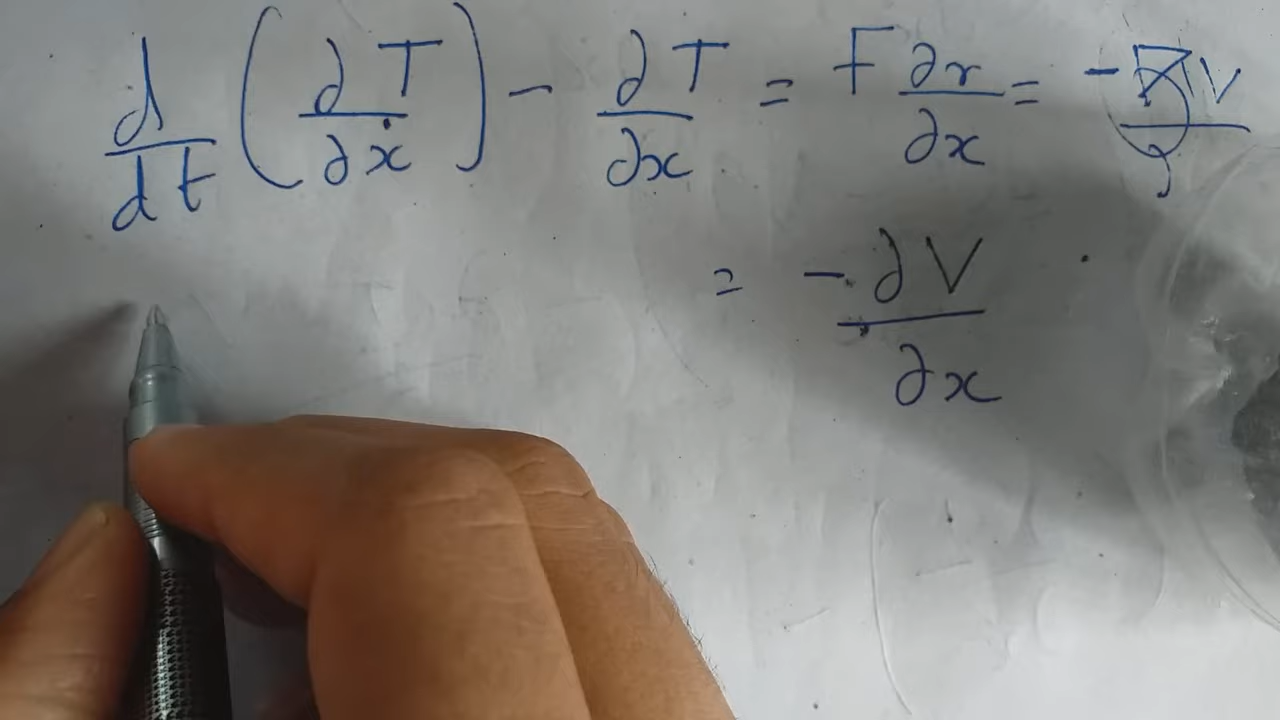 d/dt (∂T/∂ẋ) - ∂T/∂x = F ∂r/∂x = -
= - ∂V/∂x